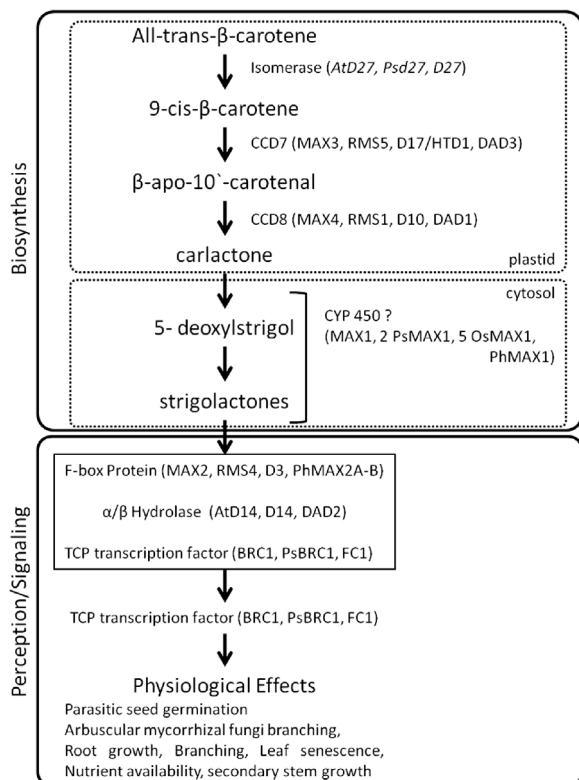 Biosynthesis
All-trans-β-carotene
Isomerase (AtD27, Psd27, D27)
9-cis-β-carotene
CCD7 (MAX3, RMS5, D17/HTD1, DAD3)
β-apo-10`-carotenal
CCD8 (MAX4, RMS1, D10, DAD1)
carlactone
plastid
cytosol
CYP 450 ?
5- deoxylstrigol
(MAX1, 2 PsMAX1, 5 OsMAX1,
PhMAX1)
strigolactones
Perception/Signaling
F-box Protein (MAX2, RMS4, D3, PhMAX2A-B)
α/β Hydrolase (AtD14, D14, DAD2)
TCP transcription factor (BRC1, PsBRC1, FC1)
TCP transcription factor (BRC1, PsBRC1, FC1)
Physiological Effects
Parasitic seed germination
Arbuscular mycorrhizal fungi branching,
Root growth, Branching, Leaf senescence,
Nutrient availability, secondary stem growth